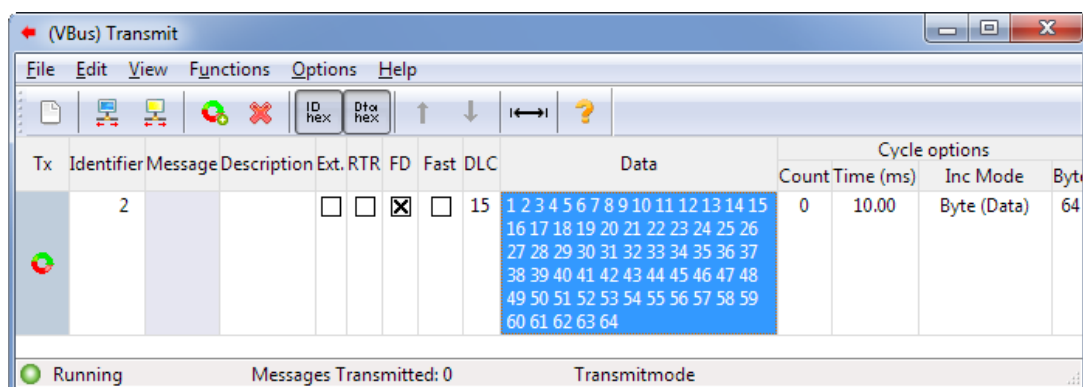 (VBus) Transmit
File Edit View Functions Options Help
ID hex Dta hex
Cycle options
Tx Identifier Message Description Ext. RTR FD Fast DLC Data Count Time (ms) Inc Mode Byte
2 15 1 2 3 4 5 6 7 8 9 10 11 12 13 14 15 0 10.00 Byte (Data) 64
16 17 18 19 20 21 22 23 24 25 26
27 28 29 30 31 32 33 34 35 36 37
38 39 40 41 42 43 44 45 46 47 48
49 50 51 52 53 54 55 56 57 58 59
60 61 62 63 64
Running Messages Transmitted: 0 Transmitmode